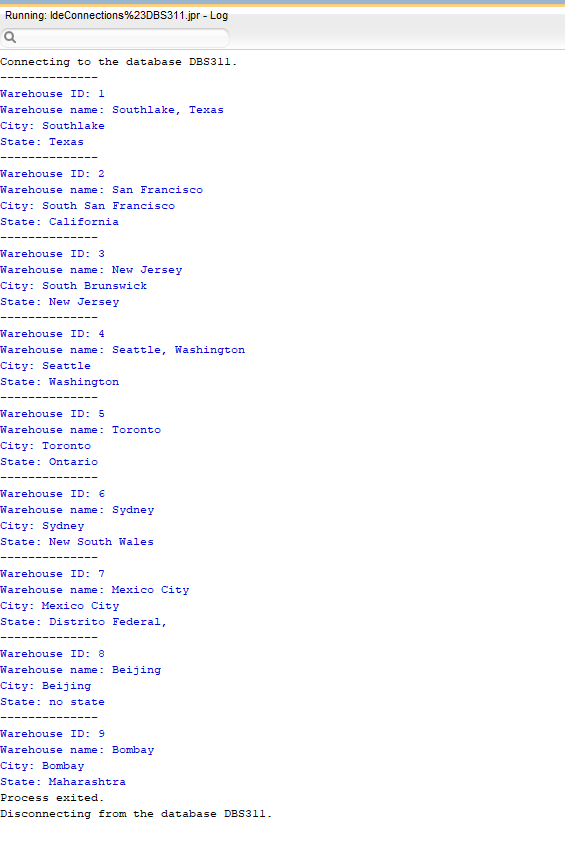 Running: IdeConnections%23DBS311.jpr - Log
Connecting to the database DBS311.
--------------
Warehouse ID: 1
Warehouse name: Southlake, Texas
City: Southlake
State: Texas
--------------
Warehouse ID: 2
Warehouse name: San Francisco
City: South San Francisco
State: California
--------------
Warehouse ID: 3
Warehouse name: New Jersey
City: South Brunswick
State: New Jersey
--------------
Warehouse ID: 4
Warehouse name: Seattle, Washington
City: Seattle
State: Washington
--------------
Warehouse ID: 5
Warehouse name: Toronto
City: Toronto
State: Ontario
--------------
Warehouse ID: 6
Warehouse name: Sydney
City: Sydney
State: New South Wales
--------------
Warehouse ID: 7
Warehouse name: Mexico City
City: Mexico City
State: Distrito Federal,
--------------
Warehouse ID: 8
Warehouse name: Beijing
City: Beijing
State: no state
--------------
Warehouse ID: 9
Warehouse name: Bombay
City: Bombay
State: Maharashtra
Process exited.
Disconnecting from the database DBS311.